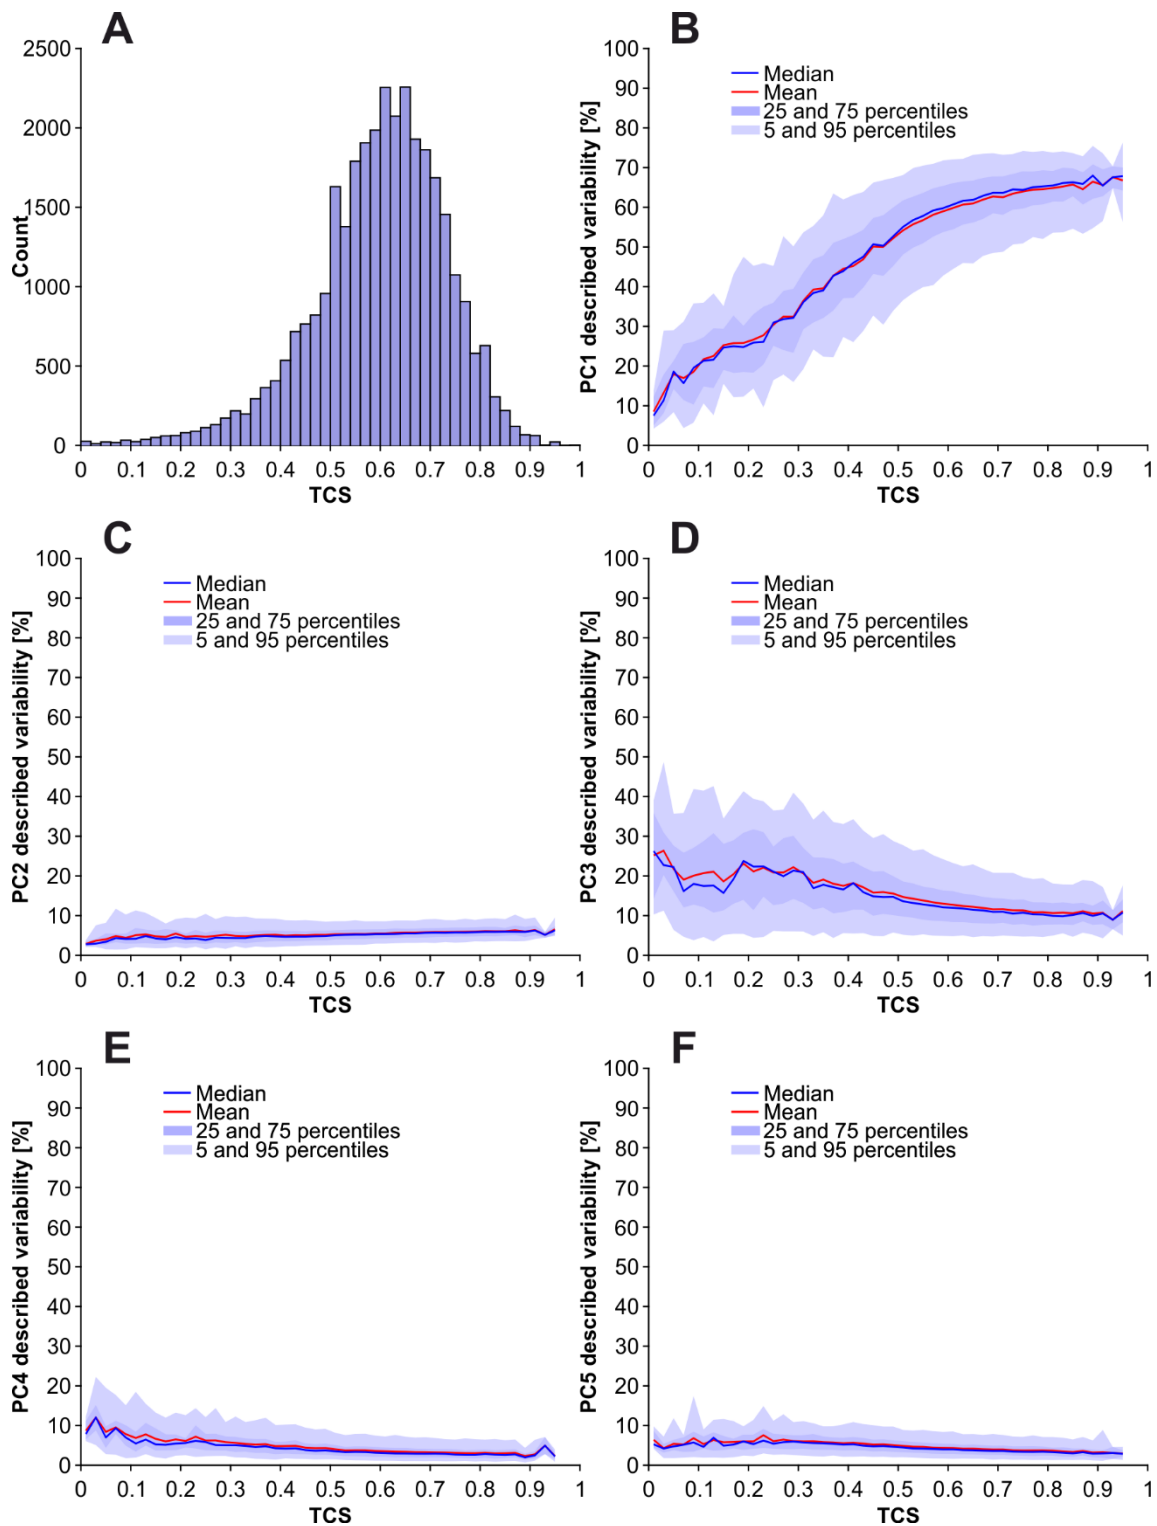 A
2500
2000
1500
1000
500
0
Count
0 0.1 0.2 0.3 0.4 0.5 0.6 0.7 0.8 0.9 1
TCS
B
100
90
80
70
60
50
40
30
20
10
0
PC1 described variability [%]
Median
Mean
25 and 75 percentiles
5 and 95 percentiles
0 0.1 0.2 0.3 0.4 0.5 0.6 0.7 0.8 0.9 1
TCS
C
100
90
80
70
60
50
40
30
20
10
0
PC2 described variability [%]
Median
Mean
25 and 75 percentiles
5 and 95 percentiles
0 0.1 0.2 0.3 0.4 0.5 0.6 0.7 0.8 0.9 1
TCS
D
100
90
80
70
60
50
40
30
20
10
0
PC3 described variability [%]
Median
Mean
25 and 75 percentiles
5 and 95 percentiles
0 0.1 0.2 0.3 0.4 0.5 0.6 0.7 0.8 0.9 1
TCS
E
100
90
80
70
60
50
40
30
20
10
0
PC4 described variability [%]
Median
Mean
25 and 75 percentiles
5 and 95 percentiles
0 0.1 0.2 0.3 0.4 0.5 0.6 0.7 0.8 0.9 1
TCS
F
100
90
80
70
60
50
40
30
20
10
0
PC5 described variability [%]
Median
Mean
25 and 75 percentiles
5 and 95 percentiles
0 0.1 0.2 0.3 0.4 0.5 0.6 0.7 0.8 0.9 1
TCS